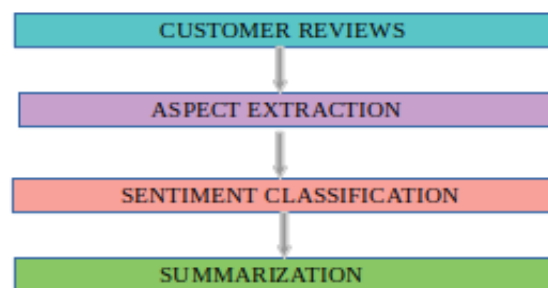 CUSTOMER REVIEWS
ASPECT EXTRACTION
SENTIMENT CLASSIFICATION
SUMMARIZATION